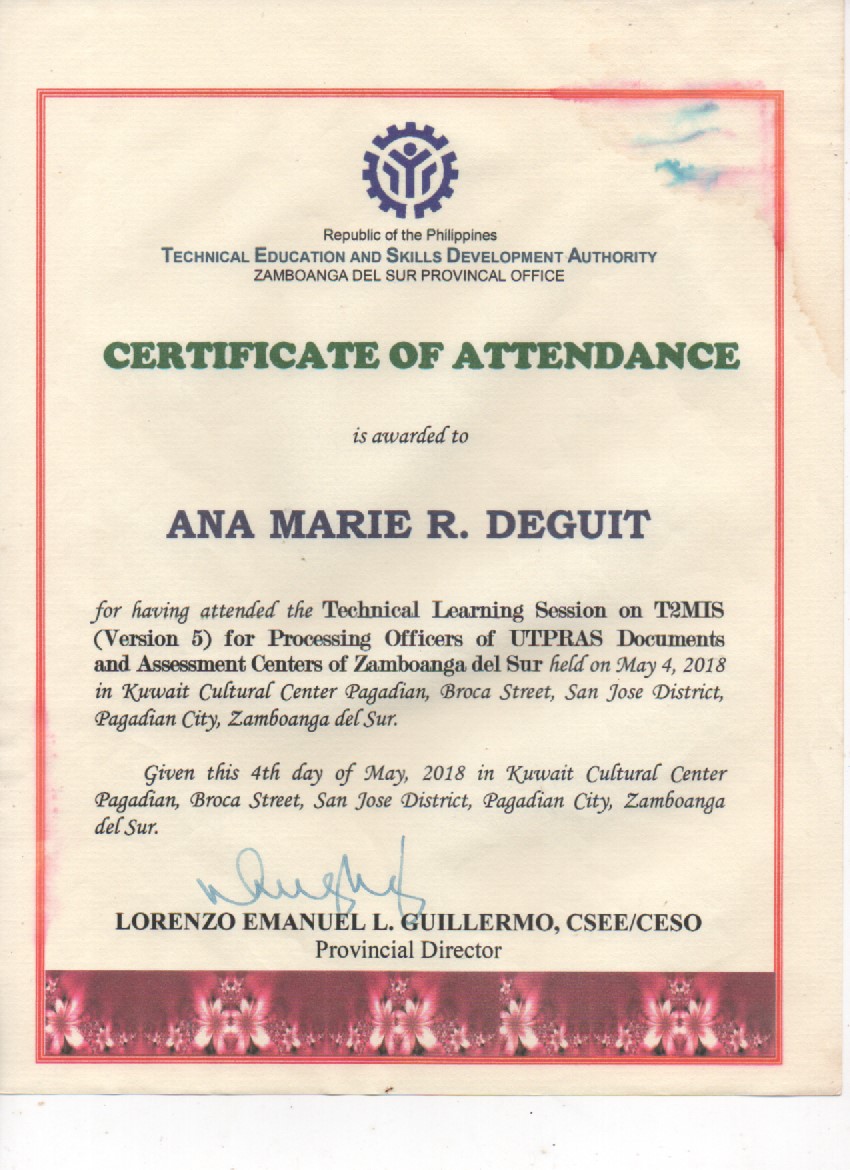 Republic of the Philippines
TECHNICAL EDUCATION AND SKILLS DEVELOPMENT AUTHORITY
ZAMBOANGA DEL SUR PROVINCAL OFFICE
CERTIFICATE OF ATTENDANCE
is awarded to
ANA MARIE R. DEGUIT
for having attended the Technical Learning Session on T2MIS
(Version 5) for Processing Officers of UTPRAS Documents
and Assessment Centers of Zamboanga del Sur held on May 4, 2018
in Kuwait Cultural Center Pagadian, Broca Street, San Jose District,
Pagadian City, Zamboanga del Sur.
Given this 4th day of May, 2018 in Kuwait Cultural Center
Pagadian, Broca Street, San Jose District, Pagadian City, Zamboanga
del Sur.
LORENZO EMANUEL L. GUILLERMO, CSEE/CESO
Provincial Director